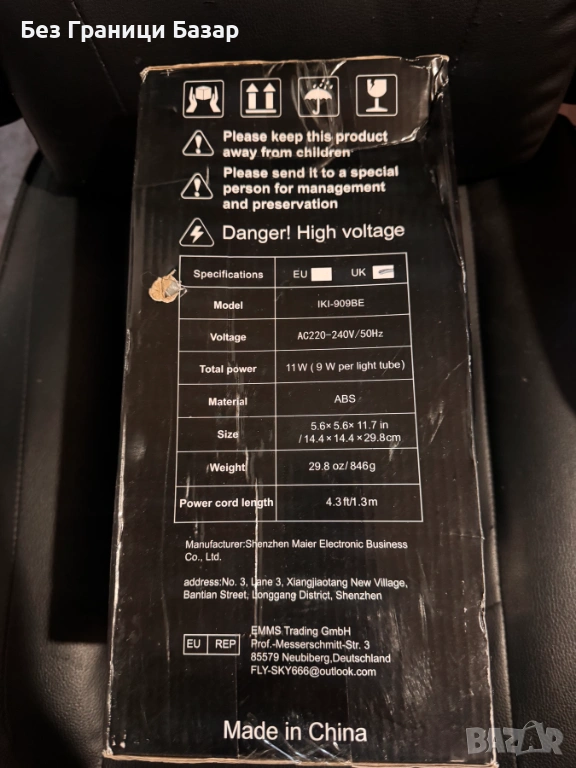 Без Граници Базар
Please keep this product
away from children
Please send it to a special
person for management
and preservation
Danger! High voltage
Specifications EU UK
Model IKI-909BE
Voltage AC220-240V/50Hz
Total power 11W ( 9 W per light tube)
Material ABS
Size 5.6× 5.6× 11.7 in
/14.4×14.4×29.8cm
Weight 29.8 oz/ 846g
Power cord length 4.3ft/1.3m
Manufacturer:Shenzhen Maier Electronic Business
Co., Ltd.
address:No. 3, Lane 3, Xiangjiaotang New Village,
Bantian Street, Longgang District, Shenzhen
EU REP
EMMS Trading GmbH
Prof.-Messerschmitt-Str. 3
85579 Neubiberg,Deutschland
FLY-SKY666@outlook.com
Made in China
BAZAR